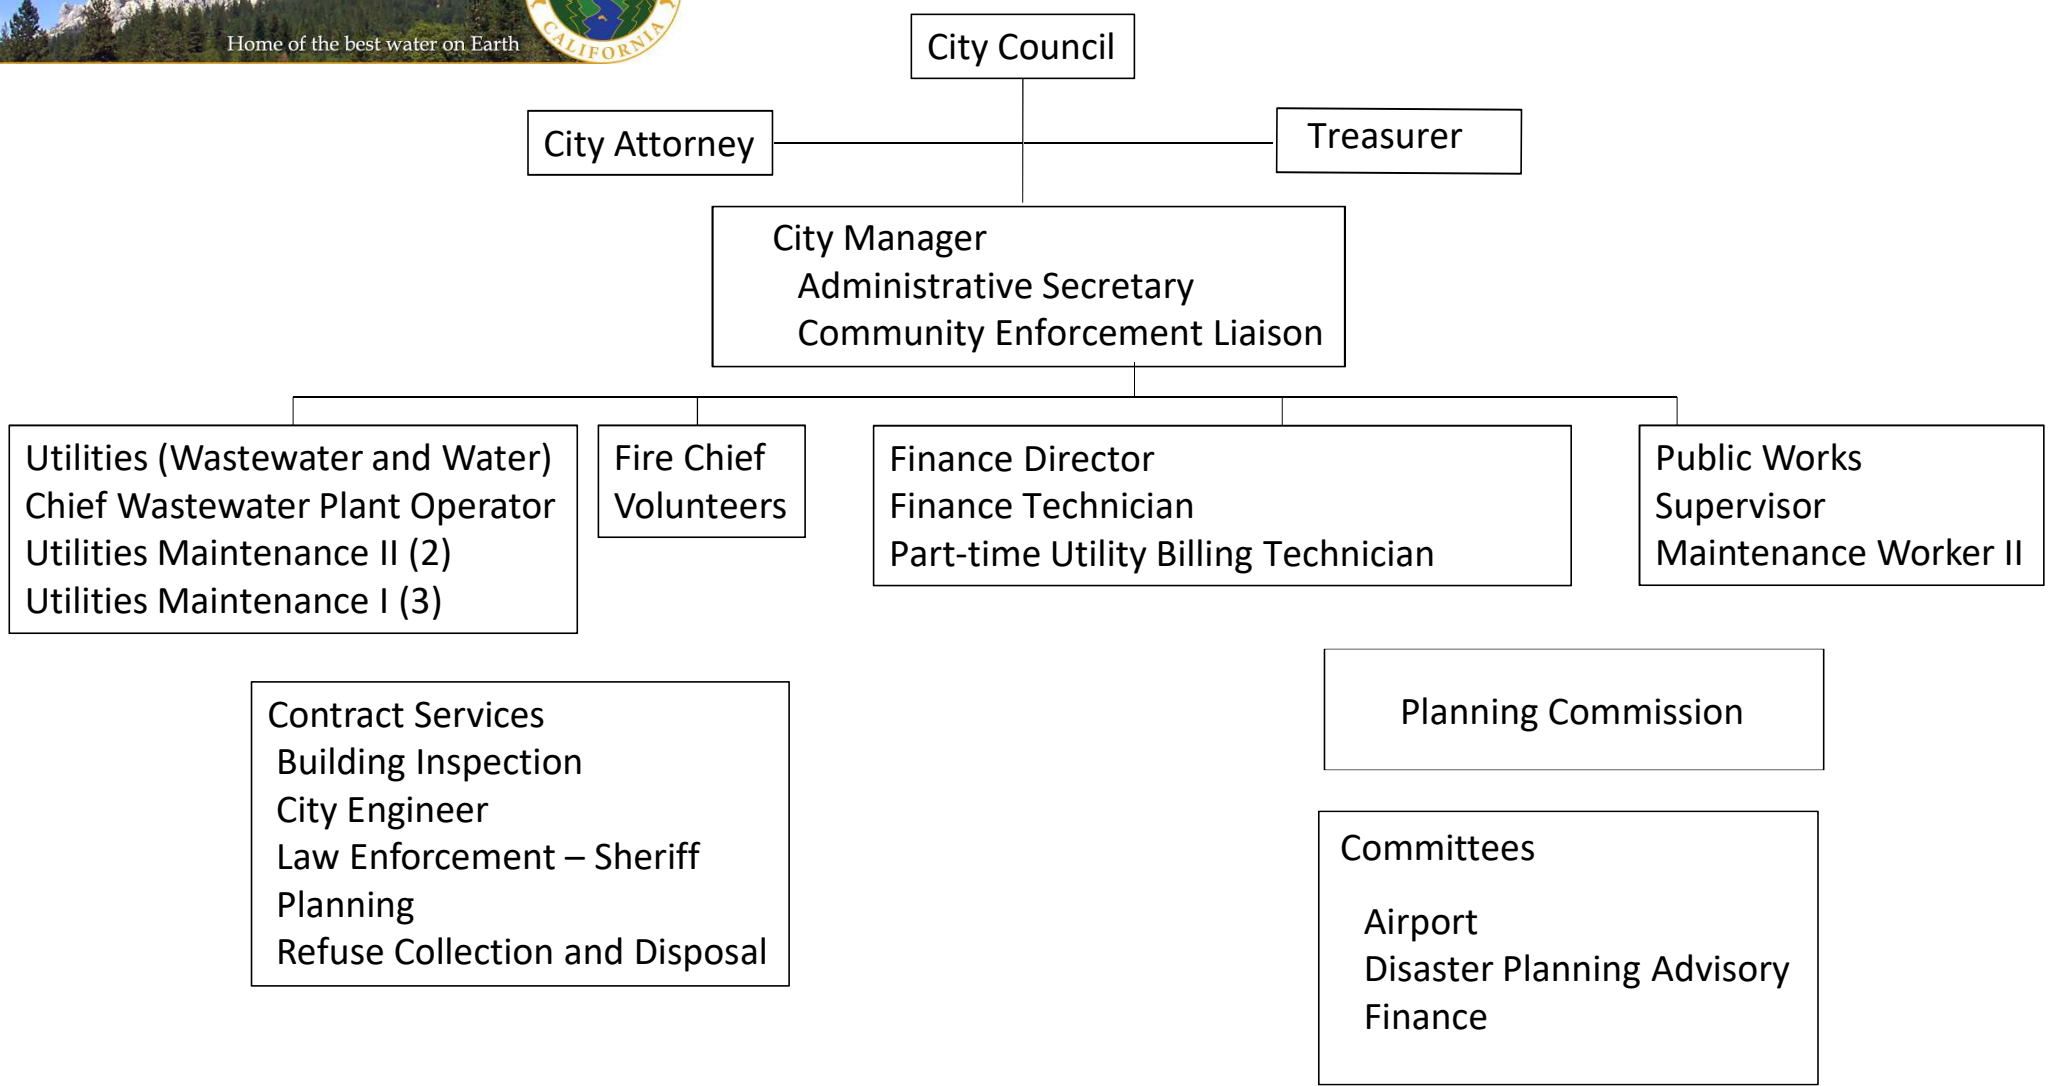 Home of the best water on Earth
CALIFORNIA
City Council
City Attorney
Treasurer
City Manager
Administrative Secretary
Community Enforcement Liaison
Utilities (Wastewater and Water)
Chief Wastewater Plant Operator
Utilities Maintenance II (2)
Utilities Maintenance I (3)
Fire Chief
Volunteers
Finance Director
Finance Technician
Part-time Utility Billing Technician
Public Works
Supervisor
Maintenance Worker II
Contract Services
Building Inspection
City Engineer
Law Enforcement – Sheriff
Planning
Refuse Collection and Disposal
Planning Commission
Committees
Airport
Disaster Planning Advisory
Finance